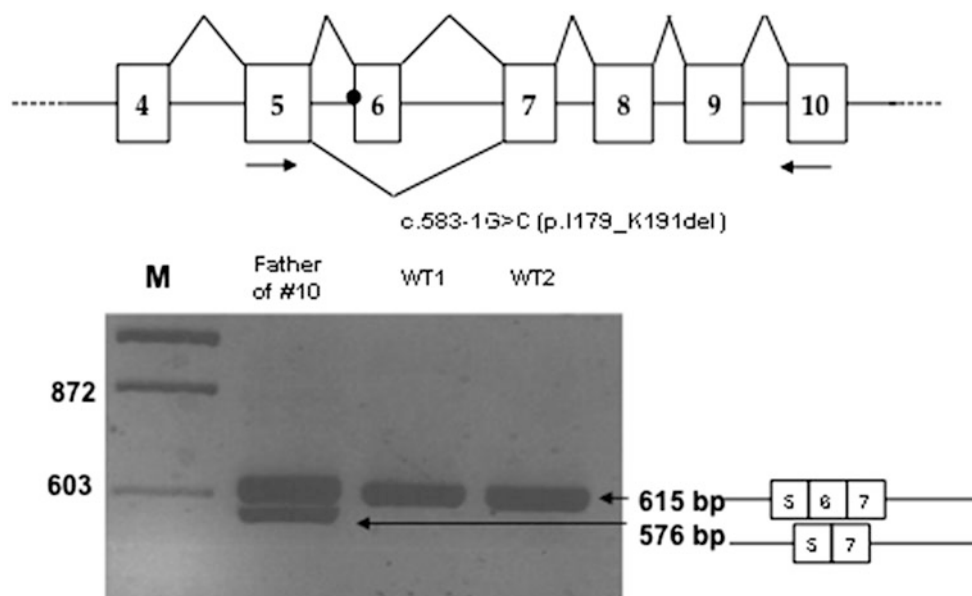 4 5 6 7 8 9 10
c.583-1G>C (p.I179_K191del)
M
Father
of #10
WT1
WT2
872
603
615 bp
576 bp
5 6 7
5 7